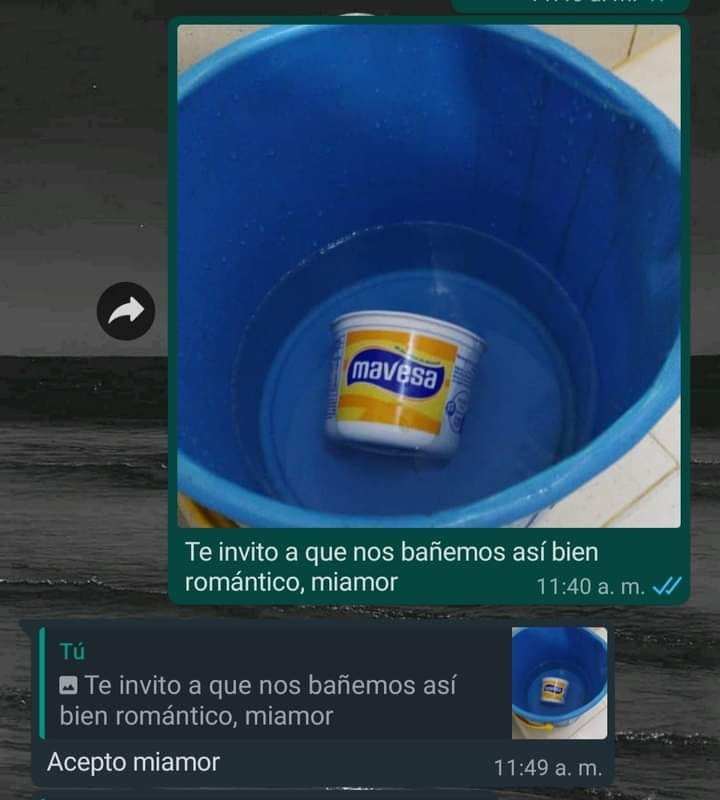 mavesa
Te invito a que nos bañemos así bien
romántico, miamor
11:40 a. m.
Tú
Te invito a que nos bañemos así
bien romántico, miamor
Acepto miamor
11:49 a. m.